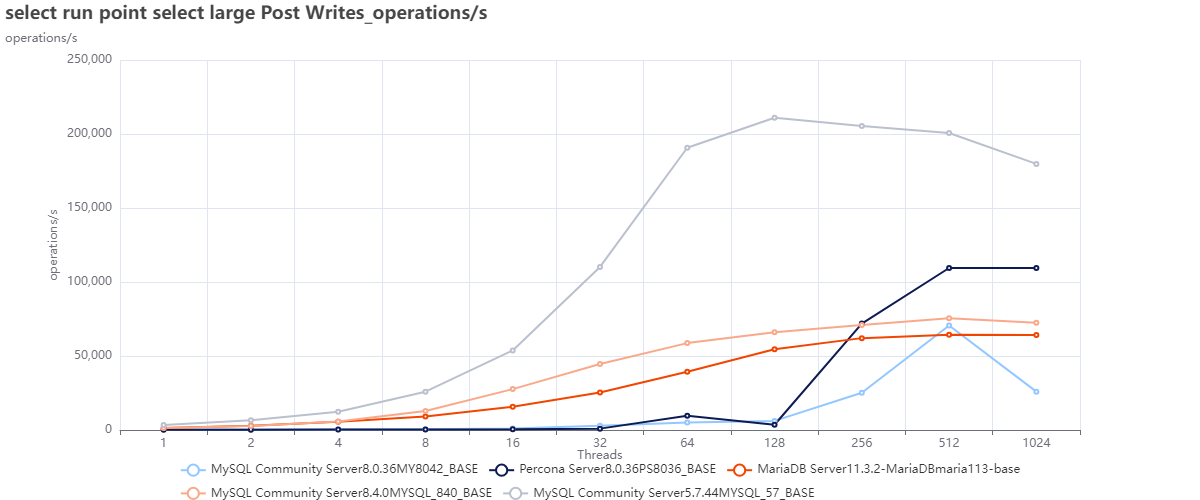 select run point select large Post Writes_operations/s
operations/s
250,000
200,000
150,000
100,000
50,000
0
operations/s
1 2 4 8 16 32 64 128 256 512 1024
Threads
MySQL Community Server8.0.36MY8042_BASE Percona Server8.0.36PS8036_BASE MariaDB Server11.3.2-MariaDBmaria113-base
MySQL Community Server8.4.0MYSQL_840_BASE MySQL Community Server5.7.44MYSQL_57_BASE